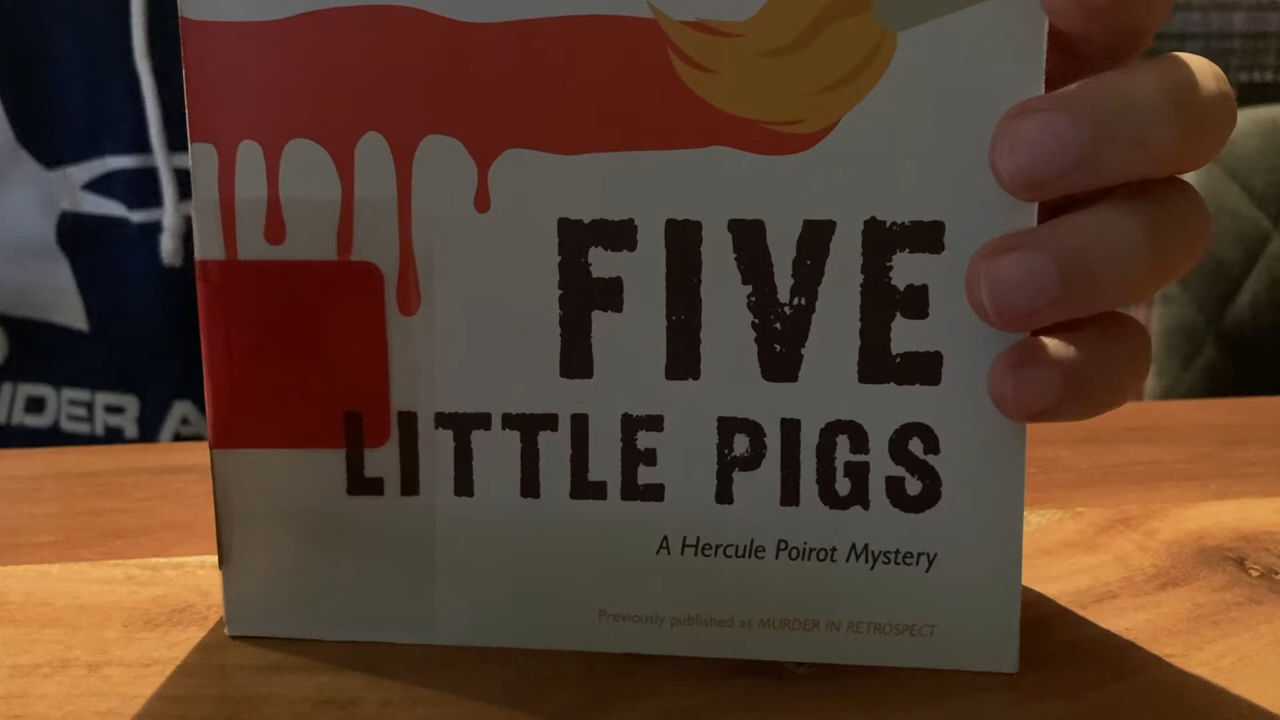 FIVE
LITTLE PIGS
A Hercule Poirot Mystery
Previously published as MURDER IN RETROSPECT